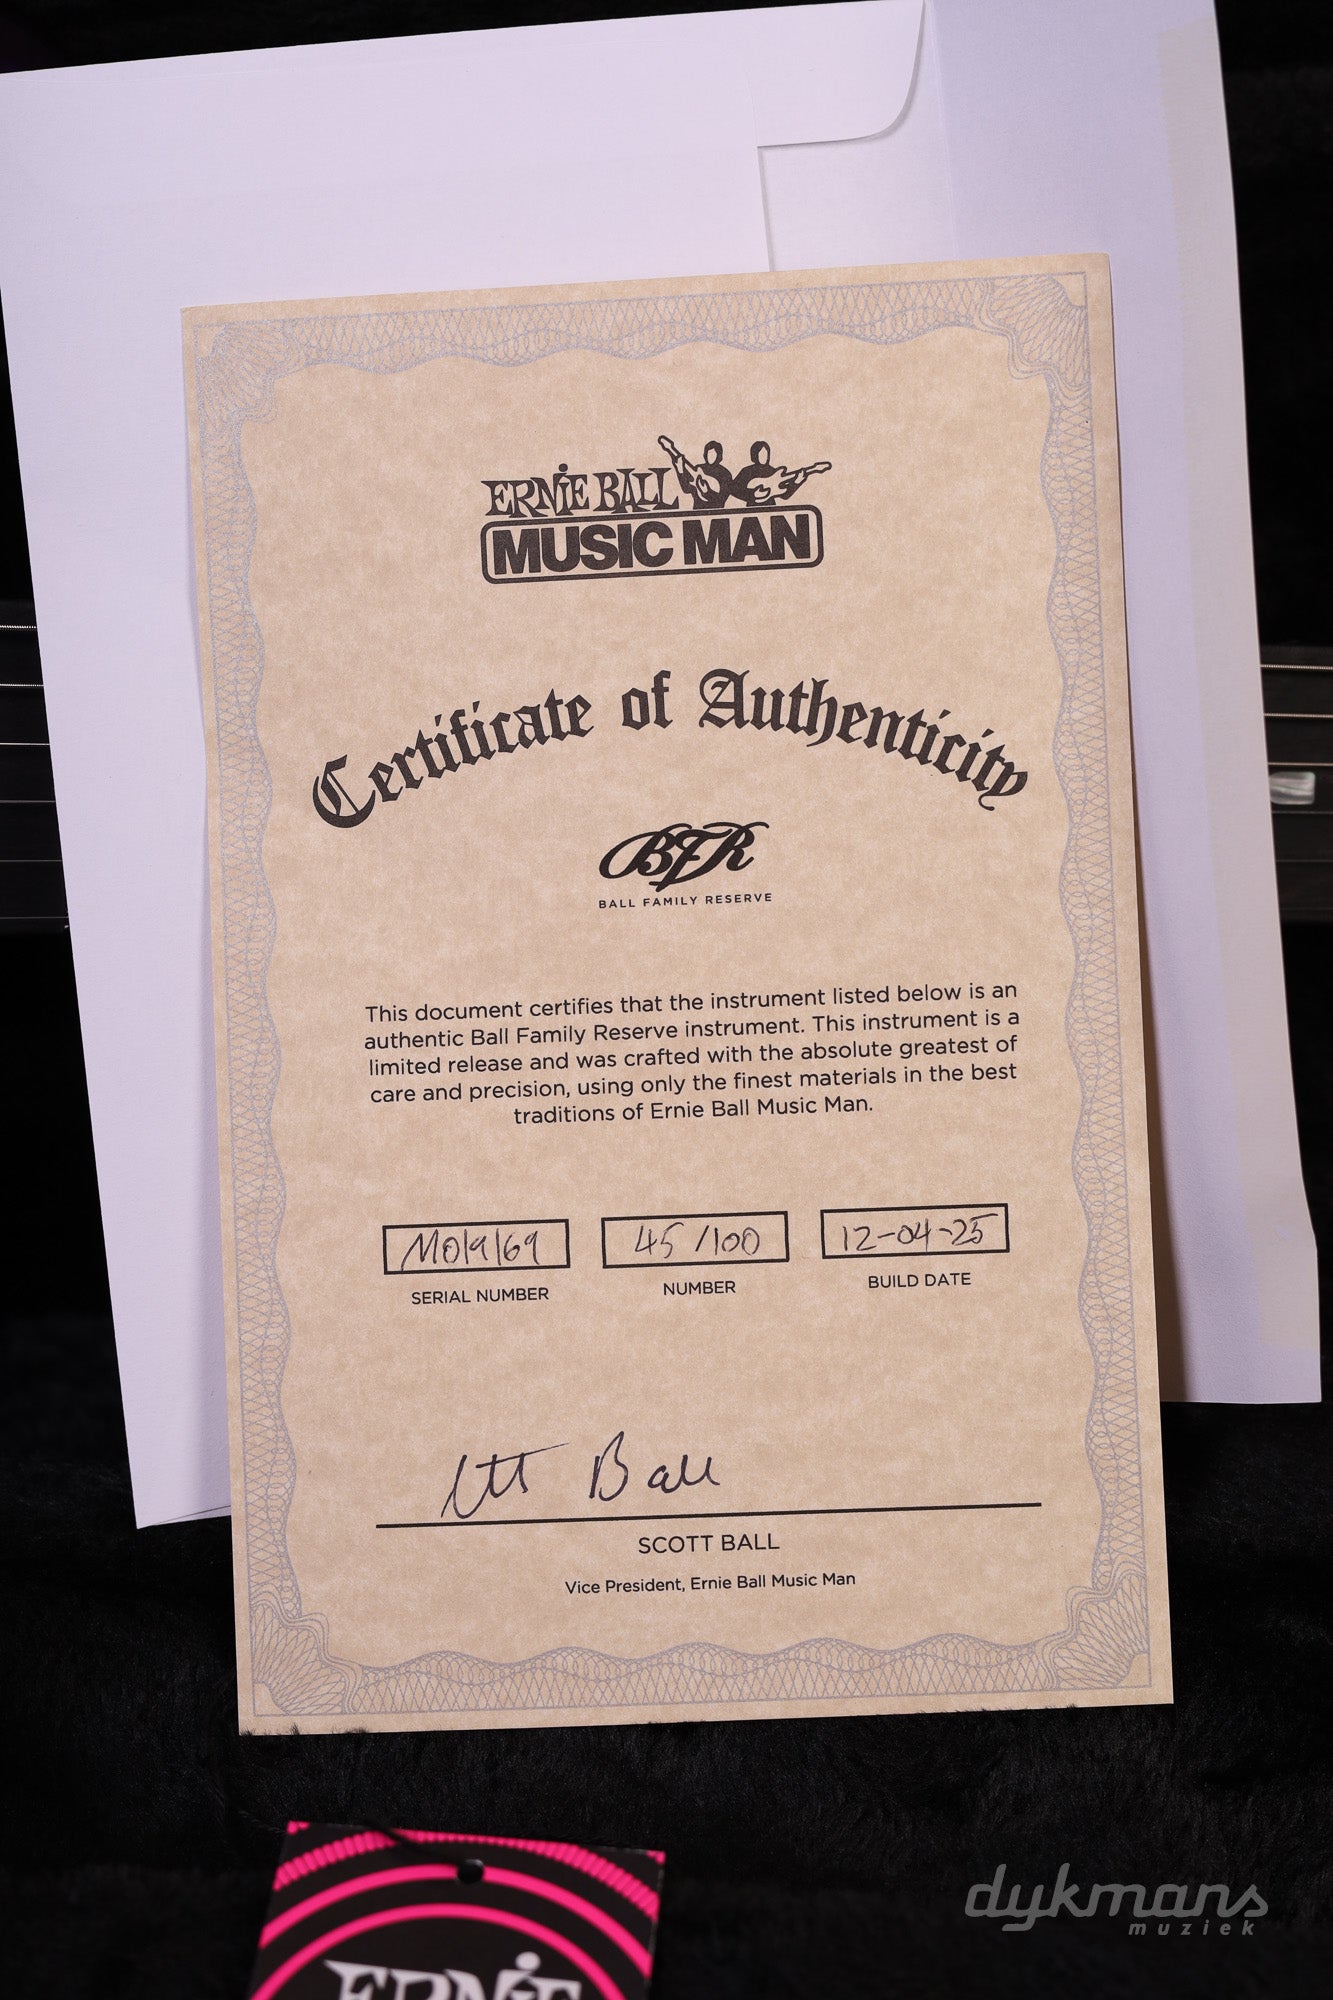 ERNIE BALL
MUSIC MAN
Certificate of Authenticity
BFR
BALL FAMILY RESERVE
This document certifies that the instrument listed below is an
authentic Ball Family Reserve instrument. This instrument is a
limited release and was crafted with the absolute greatest of
care and precision, using only the finest materials in the best
traditions of Ernie Ball Music Man.
M019169 45/100 12-04-25
SERIAL NUMBER NUMBER BUILD DATE
Scott Ball
SCOTT BALL
Vice President, Ernie Ball Music Man
ERNIE
dykmans
muziek